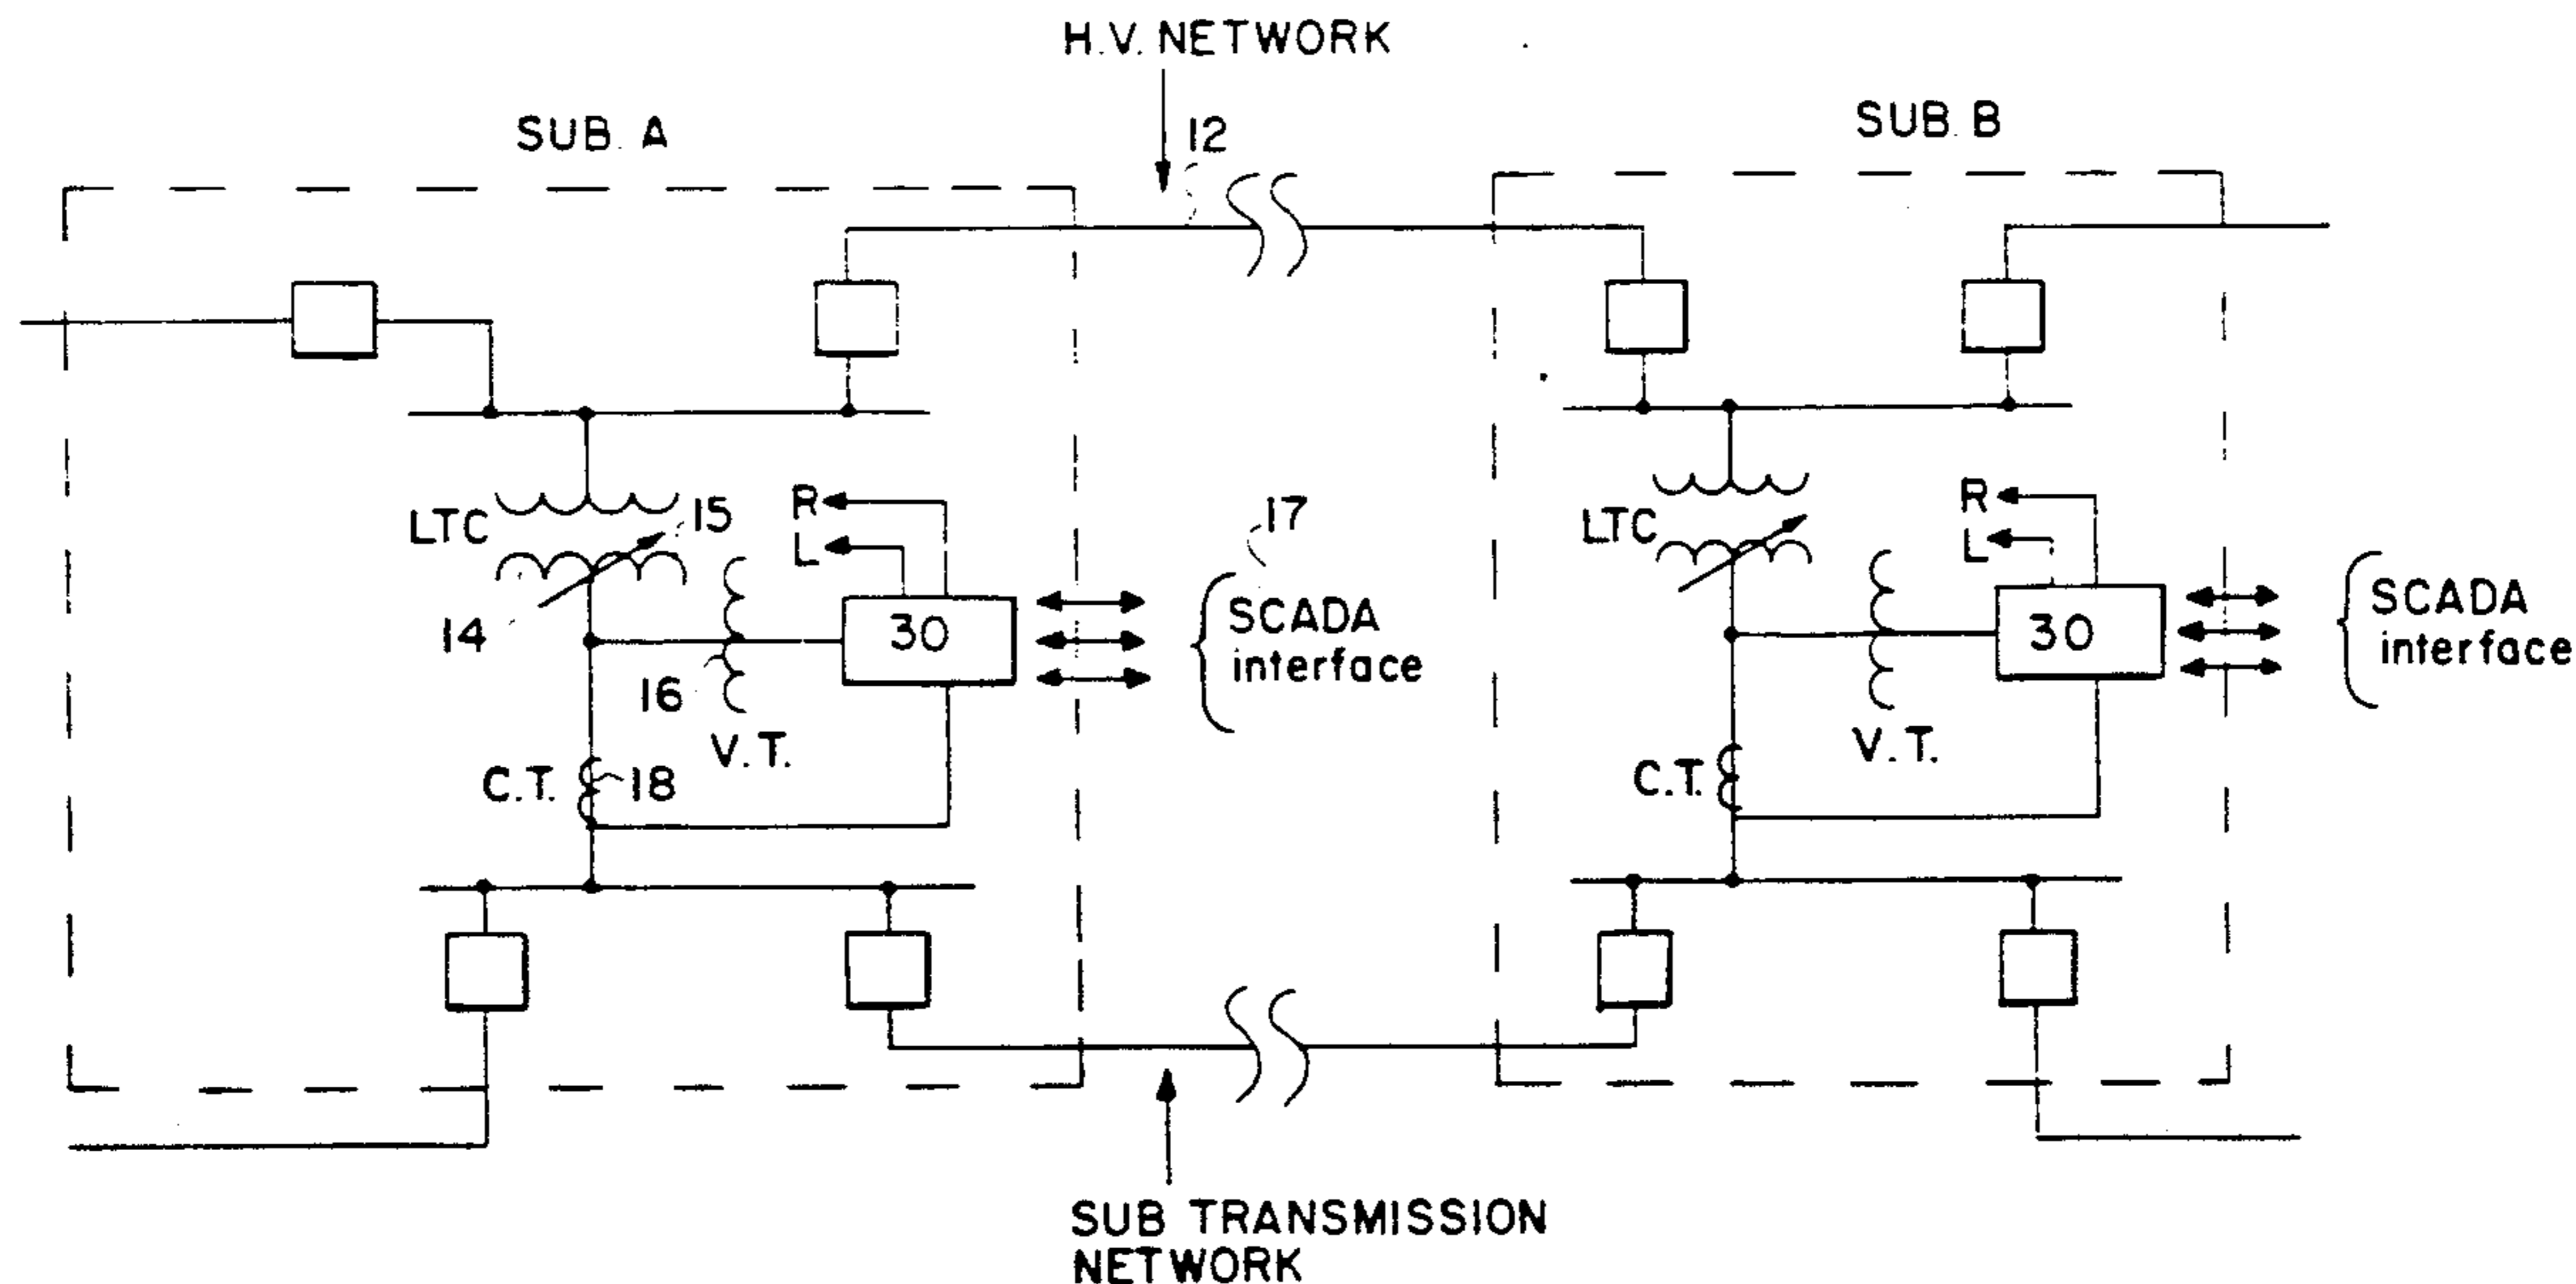 H.V. NETWORK
SUB. A
12
SUB. B
R
L
LTC
15
17
14
16
30
SCADA
interface
V.T.
C.T.
18
R
L
LTC
30
SCADA
interface
V.T.
C.T.
SUB TRANSMISSION
NETWORK